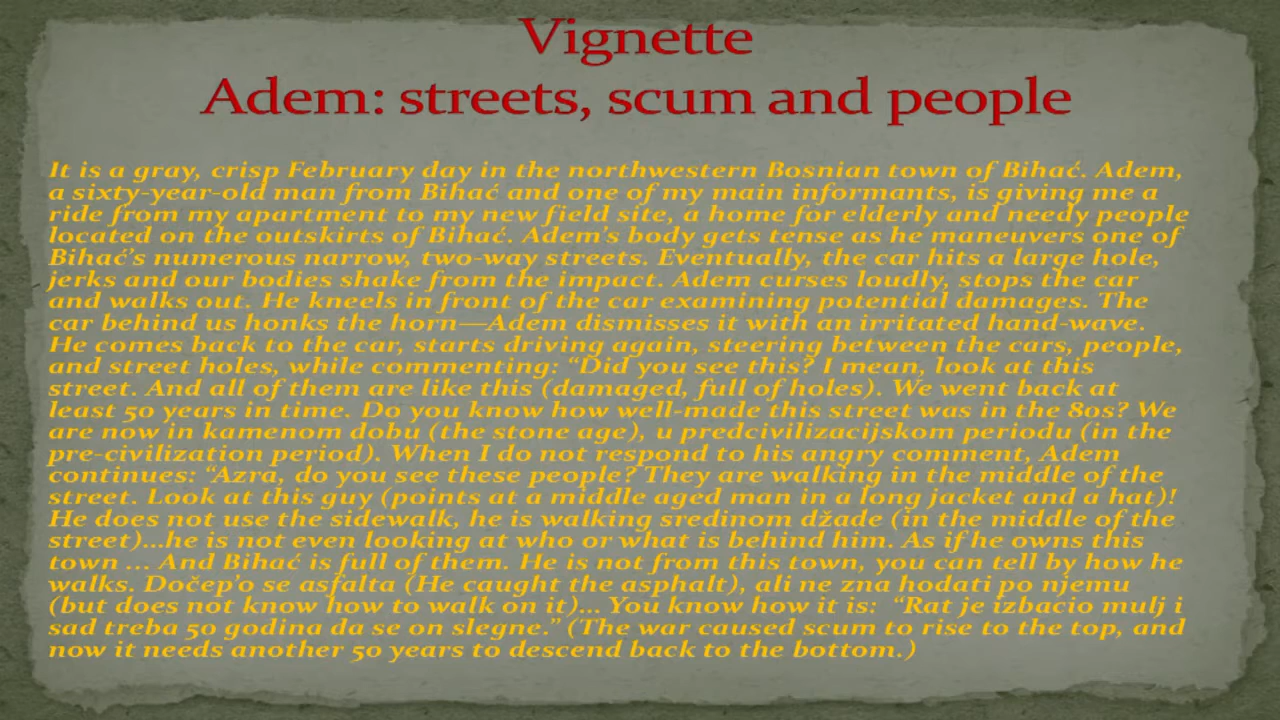 Vignette
Adem: streets, scum and people
It is a gray, crisp February day in the northwestern Bosnian town of Bihać. Adem,
a sixty-year-old man from Bihać and one of my main informants, is giving me a
ride from my apartment to my new field site, a home for elderly and needy people
located on the outskirts of Bihać. Adem’s body gets tense as he maneuvers one of
Bihać’s numerous narrow, two-way streets. Eventually, the car hits a large hole,
jerks and our bodies shake from the impact. Adem curses loudly, stops the car
and walks out. He kneels in front of the car examining potential damages. The
car behind us honks the horn—Adem dismisses it with an irritated hand-wave.
He comes back to the car, starts driving again, steering between the cars, people,
and street holes, while commenting: “Did you see this? I mean, look at this
street. And all of them are like this (damaged, full of holes). We went back at
least 50 years in time. Do you know how well-made this street was in the 80s? We
are now in kamenom dobu (the stone age), u predcivilizacijskom periodu (in the
pre-civilization period). When I do not respond to his angry comment, Adem
continues: “Azra, do you see these people? They are walking in the middle of the
street. Look at this guy (points at a middle aged man in a long jacket and a hat)!
He does not use the sidewalk, he is walking sredinom džade (in the middle of the
street)…he is not even looking at who or what is behind him. As if he owns this
town … And Bihać is full of them. He is not from this town, you can tell by how he
walks. Dočep’o se asfalta (He caught the asphalt), ali ne zna hodati po njemu
(but does not know how to walk on it)… You know how it is:  “Rat je izbacio mulj i
sad treba 50 godina da se on slegne.” (The war caused scum to rise to the top, and
now it needs another 50 years to descend back to the bottom.)